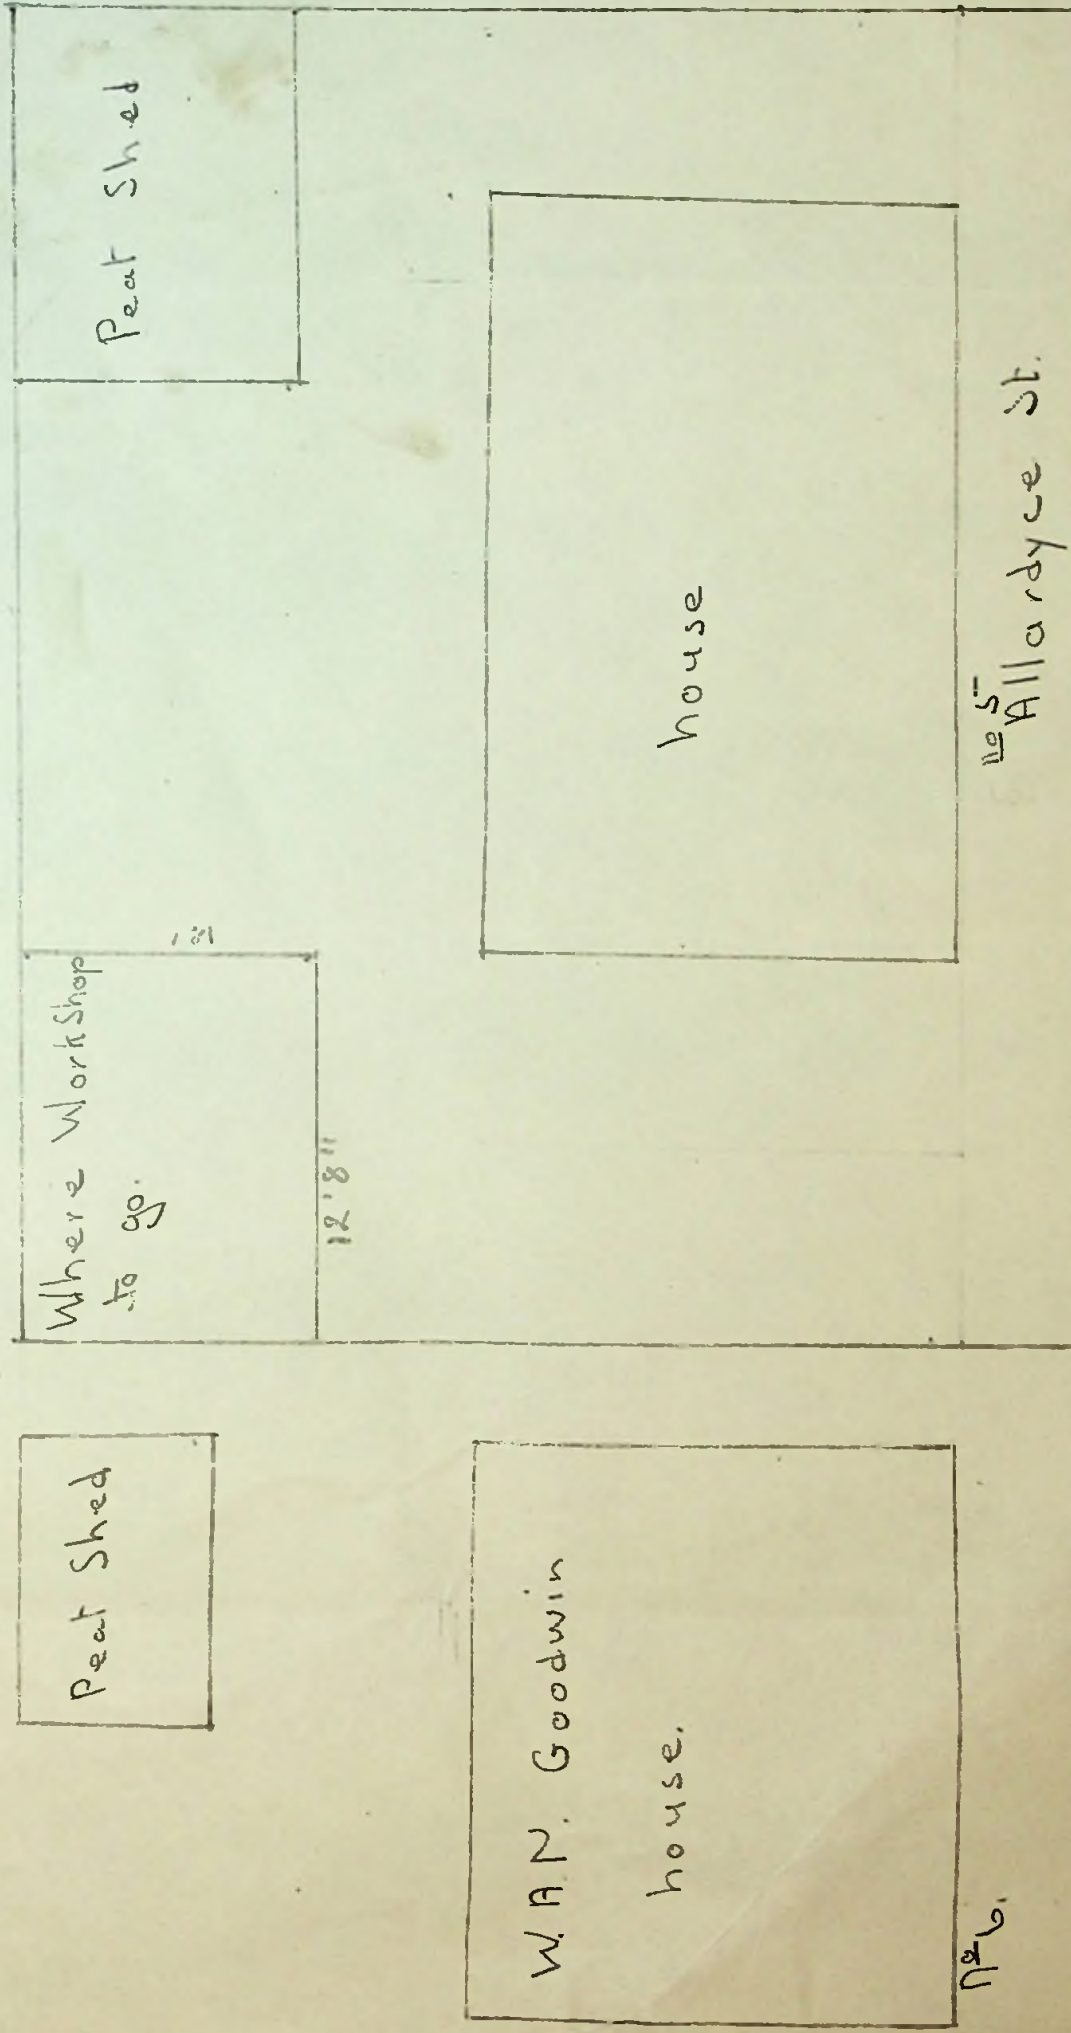 Peat Shed
Where WorkShop
to go.
Peat Shed
12'8"
W.A.N. Goodwin
house.
house
no 6.
no 5
Allardyce St.